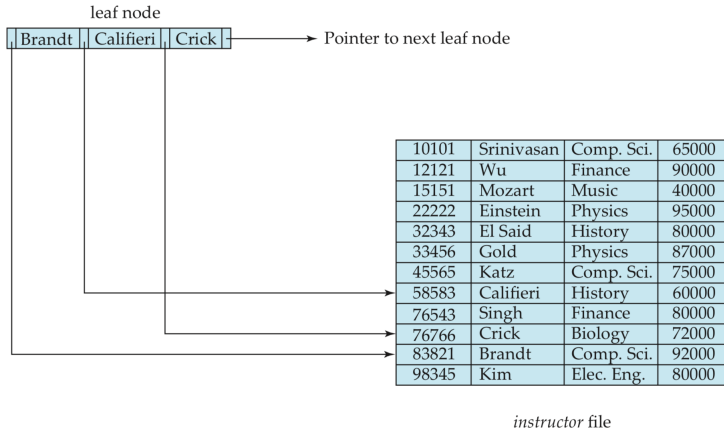 leaf node
Brandt Califieri Crick Pointer to next leaf node
10101 Srinivasan Comp. Sci. 65000
12121 Wu Finance 90000
15151 Mozart Music 40000
22222 Einstein Physics 95000
32343 El Said History 80000
33456 Gold Physics 87000
45565 Katz Comp. Sci. 75000
58583 Califieri History 60000
76543 Singh Finance 80000
76766 Crick Biology 72000
83821 Brandt Comp. Sci. 92000
98345 Kim Elec. Eng. 80000
instructor file